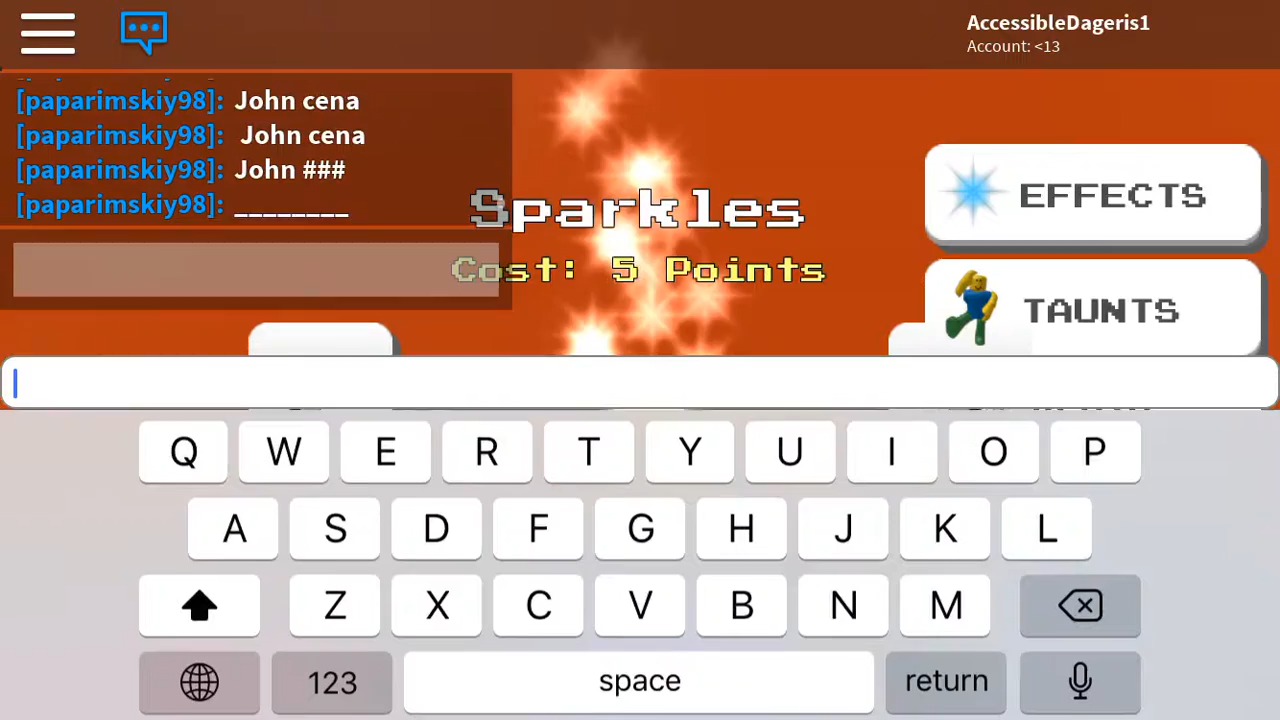 AccessibleDageris1
Account: <13
[paparimskiy98]: John cena
[paparimskiy98]: John cena
[paparimskiy98]: John ###
[paparimskiy98]: ________
Sparkles
Cost: 5 Points
EFFECTS
TAUNTS
Q W E R T Y U I O P
A S D F G H J K L
Z X C V B N M
123 space return